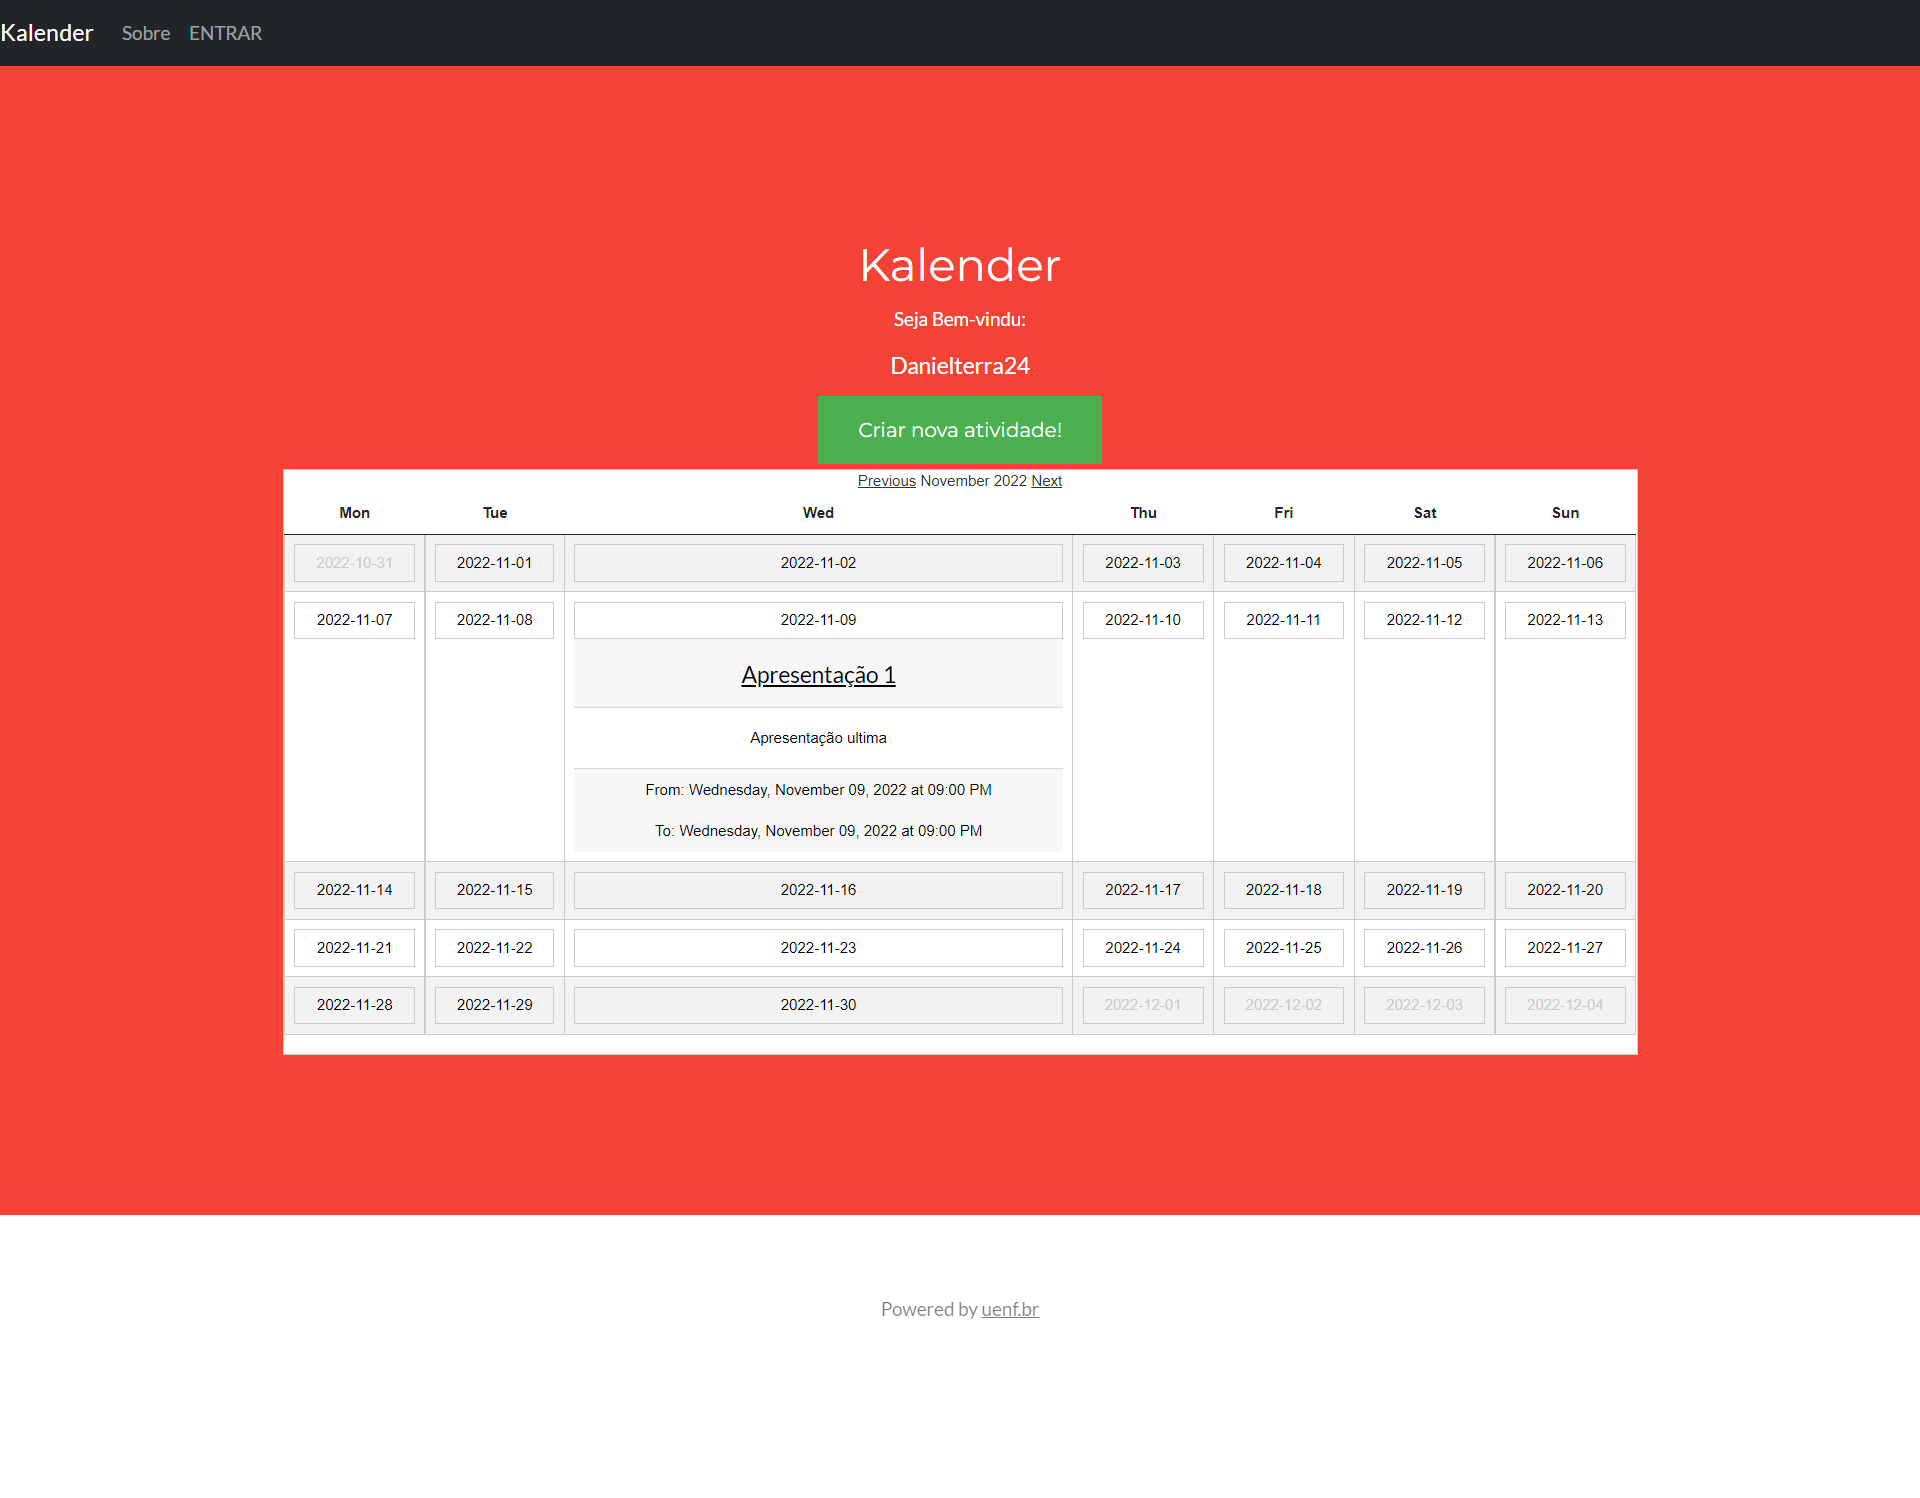 Kalender Sobre ENTRAR
Kalender
Seja Bem-vindu:
Danielterra24
Criar nova atividade!
Previous November 2022 Next
Mon Tue Wed Thu Fri Sat Sun
2022-10-31 2022-11-01 2022-11-02 2022-11-03 2022-11-04 2022-11-05 2022-11-06
2022-11-07 2022-11-08 2022-11-09 2022-11-10 2022-11-11 2022-11-12 2022-11-13
Apresentação 1
Apresentação ultima
From: Wednesday, November 09, 2022 at 09:00 PM
To: Wednesday, November 09, 2022 at 09:00 PM
2022-11-14 2022-11-15 2022-11-16 2022-11-17 2022-11-18 2022-11-19 2022-11-20
2022-11-21 2022-11-22 2022-11-23 2022-11-24 2022-11-25 2022-11-26 2022-11-27
2022-11-28 2022-11-29 2022-11-30 2022-12-01 2022-12-02 2022-12-03 2022-12-04
Powered by uenf.br